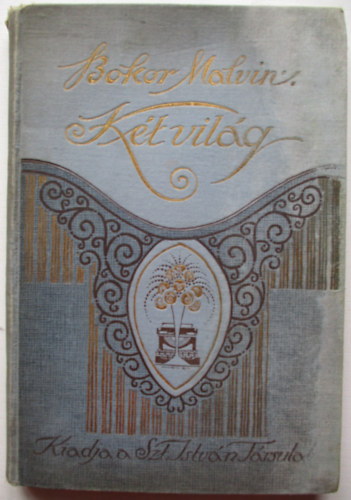 Bokor Malvin.
Két világ
Kiadja a Szt. István Társulat